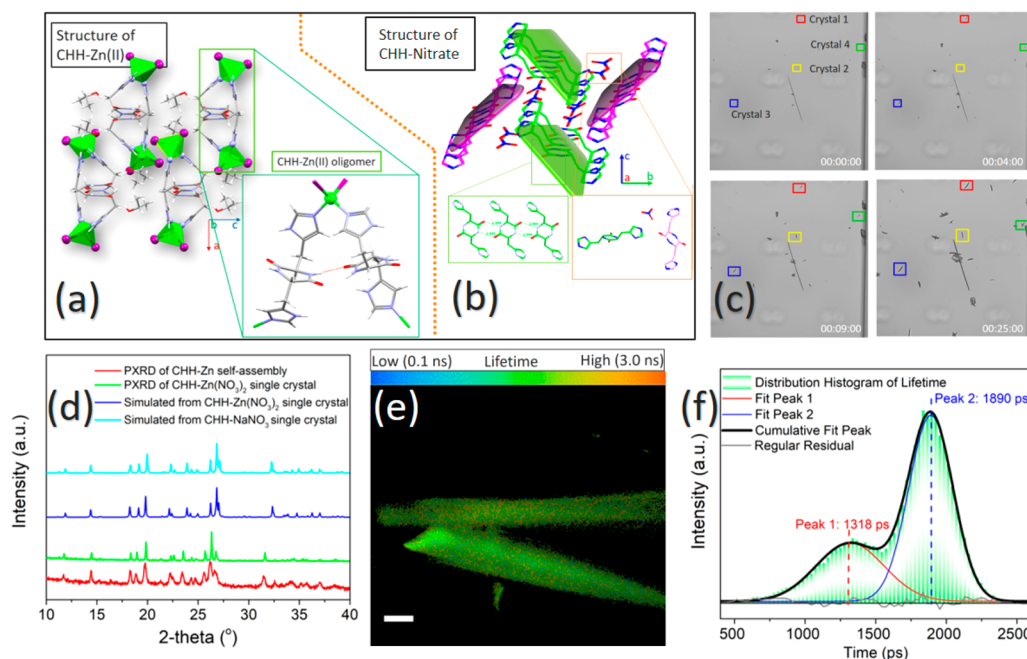 Structure of
CHH-Zn(II)
CHH-Zn(II) oligomer
b
c
a
(a)
Structure of
CHH-Nitrate
c
a
b
(b)
Crystal 1
Crystal 4
Crystal 2
Crystal 3
00:00:00
00:04:00
00:09:00
00:25:00
(c)
(d)
PXRD of CHH-Zn self-assembly
PXRD of CHH-Zn(NO3)2 single crystal
Simulated from CHH-Zn(NO3)2 single crystal
Simulated from CHH-NaNO3 single crystal
Intensity (a.u.)
10 15 20 25 30 35 40
2-theta (°)
Low (0.1 ns) Lifetime High (3.0 ns)
(e)
(f)
Distribution Histogram of Lifetime
Fit Peak 1
Fit Peak 2
Cumulative Fit Peak
Regular Residual
Peak 2: 1890 ps
Peak 1: 1318 ps
Intensity (a.u.)
500 1000 1500 2000 2500
Time (ps)